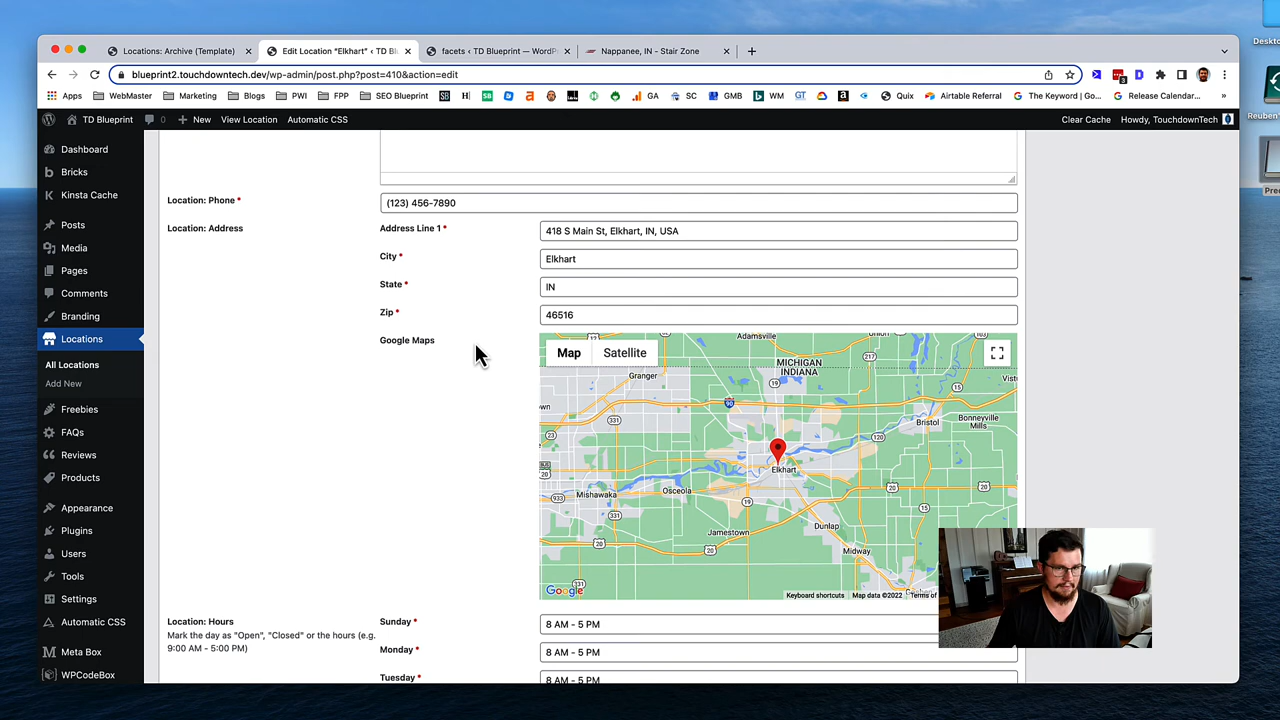 Desktop
Locations: Archive (Template)
Edit Location "Elkhart" ‹ TD Bl
facets ‹ TD Blueprint — WordP
Nappanee, IN - Stair Zone
blueprint2.touchdowntech.dev/wp-admin/post.php?post=410&action=edit
Apps
WebMaster
Marketing
Blogs
PWI
FPP
SEO Blueprint
GA
SC
GMB
WM
Quix
Airtable Referral
The Keyword | Go...
Release Calendar...
»
TD Blueprint
0
New
View Location
Automatic CSS
Clear Cache
Howdy, TouchdownTech
Dashboard
Bricks
Kinsta Cache
Posts
Media
Pages
Comments
Branding
Locations
All Locations
Add New
Freebies
FAQs
Reviews
Products
Appearance
Plugins
Users
Tools
Settings
Automatic CSS
Meta Box
WPCodeBox
Location: Phone *
(123) 456-7890
Location: Address
Address Line 1 *
418 S Main St, Elkhart, IN, USA
City *
Elkhart
State *
IN
Zip *
46516
Google Maps
Map
Satellite
Adamsville
Union
MICHIGAN
INDIANA
Granger
Bristol
Bonneyville
Mills
Elkhart
Mishawaka
Osceola
Jamestown
Dunlap
Midway
Google
Keyboard shortcuts
Map data ©2022
Terms of
Location: Hours
Mark the day as "Open", "Closed" or the hours (e.g.
9:00 AM - 5:00 PM)
Sunday *
8 AM - 5 PM
Monday *
8 AM - 5 PM
Tuesday *
8 AM - 5 PM